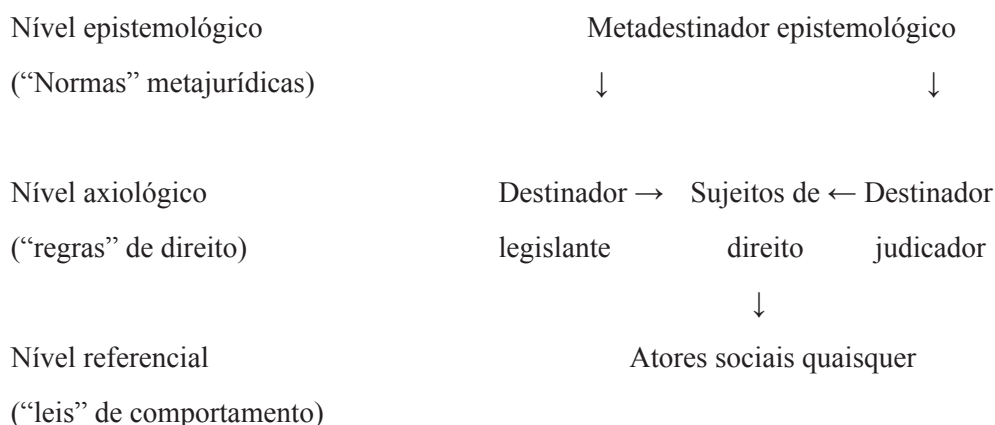 Nível epistemológico Metadestinador epistemológico
(“Normas” metajurídicas) ↓ ↓
Nível axiológico Destinador → Sujeitos de ← Destinador
(“regras” de direito) legislante direito judicador
↓
Nível referencial Atores sociais quaisquer
(“leis” de comportamento)